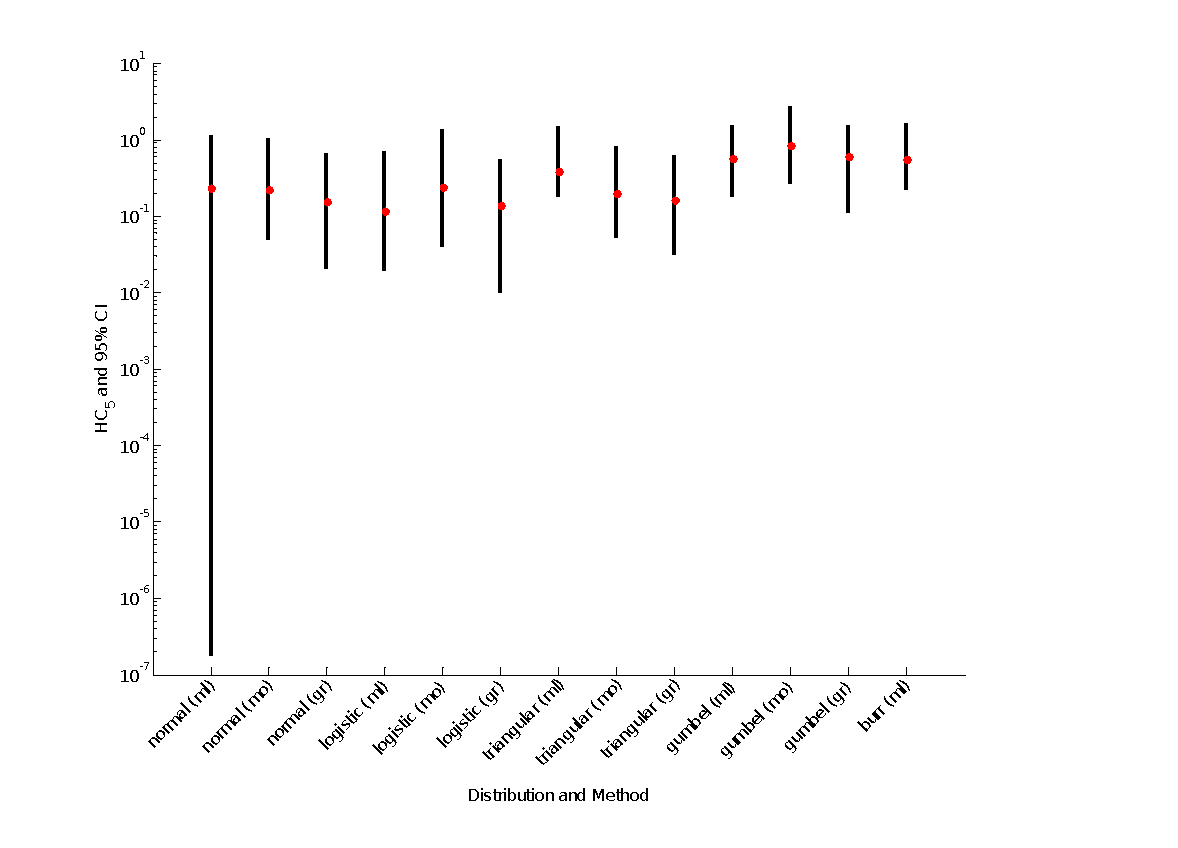 10^1
10^0
10^-1
10^-2
10^-3
10^-4
10^-5
10^-6
10^-7
HC_5 and 95% CI
normal (ml)
normal (mo)
normal (gr)
logistic (ml)
logistic (mo)
logistic (gr)
triangular (ml)
triangular (mo)
triangular (gr)
gumbel (ml)
gumbel (mo)
gumbel (gr)
burr (ml)
Distribution and Method